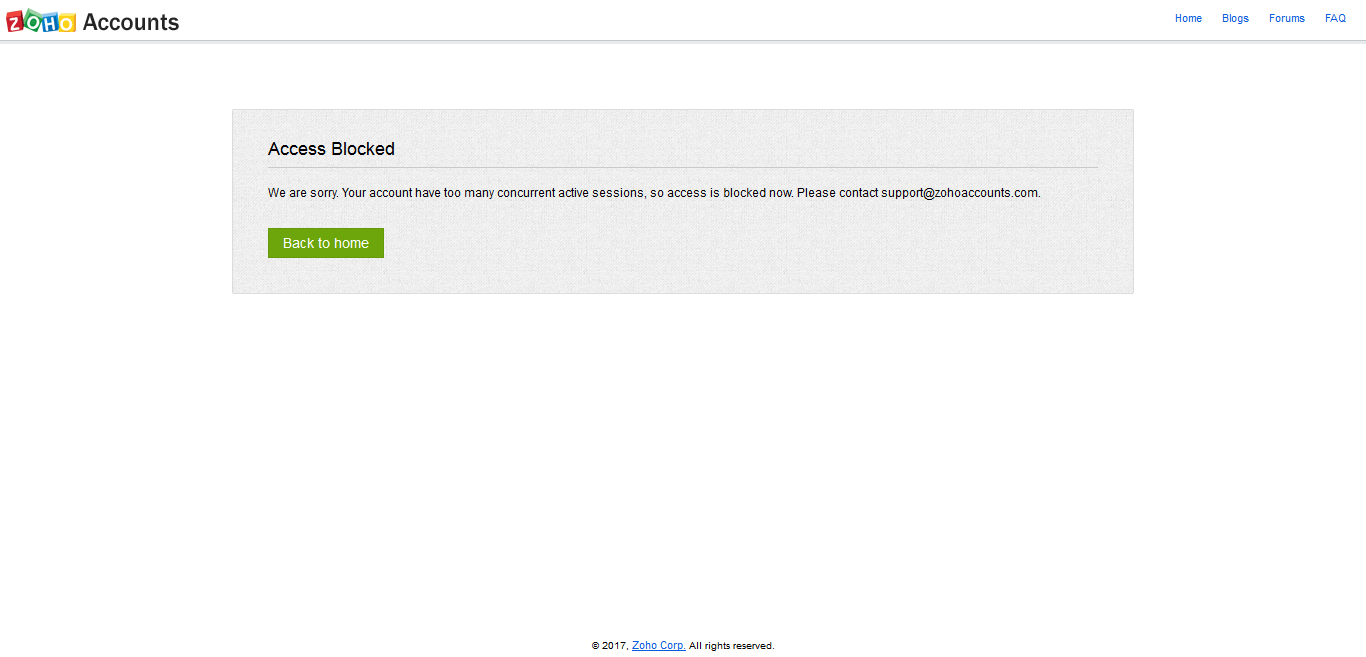 ZOHO Accounts
Home Blogs Forums FAQ
Access Blocked
We are sorry. Your account have too many concurrent active sessions, so access is blocked now. Please contact support@zohoaccounts.com.
Back to home
© 2017, Zoho Corp. All rights reserved.